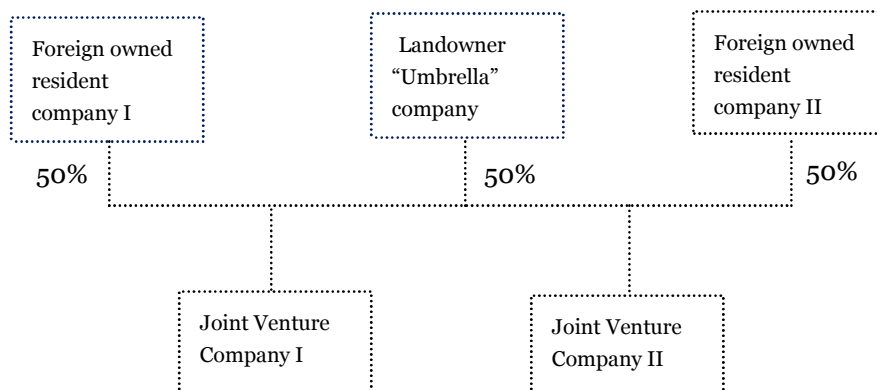 Foreign owned
resident
company I
Landowner
“Umbrella”
company
Foreign owned
resident
company II
50%
50%
50%
Joint Venture
Company I
Joint Venture
Company II